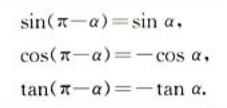 sin(π-α)=sin α,
cos(π-α)=-cos α,
tan(π-α)=-tan α.